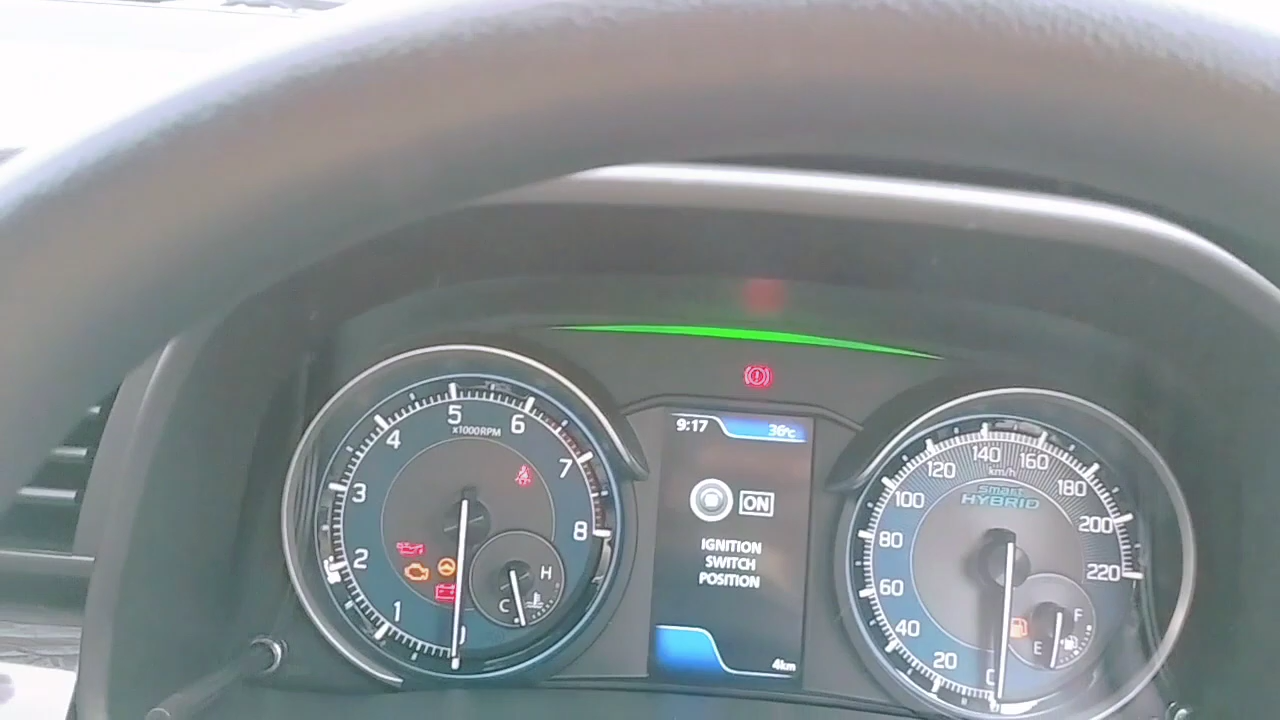 5
x1000RPM
6
4
7
3
8
2
1
H
C
9:17
36°C
ON
IGNITION
SWITCH
POSITION
4km
140
160
120
km/h
180
100
Smart
HYBRID
200
80
220
60
40
20
0
F
E